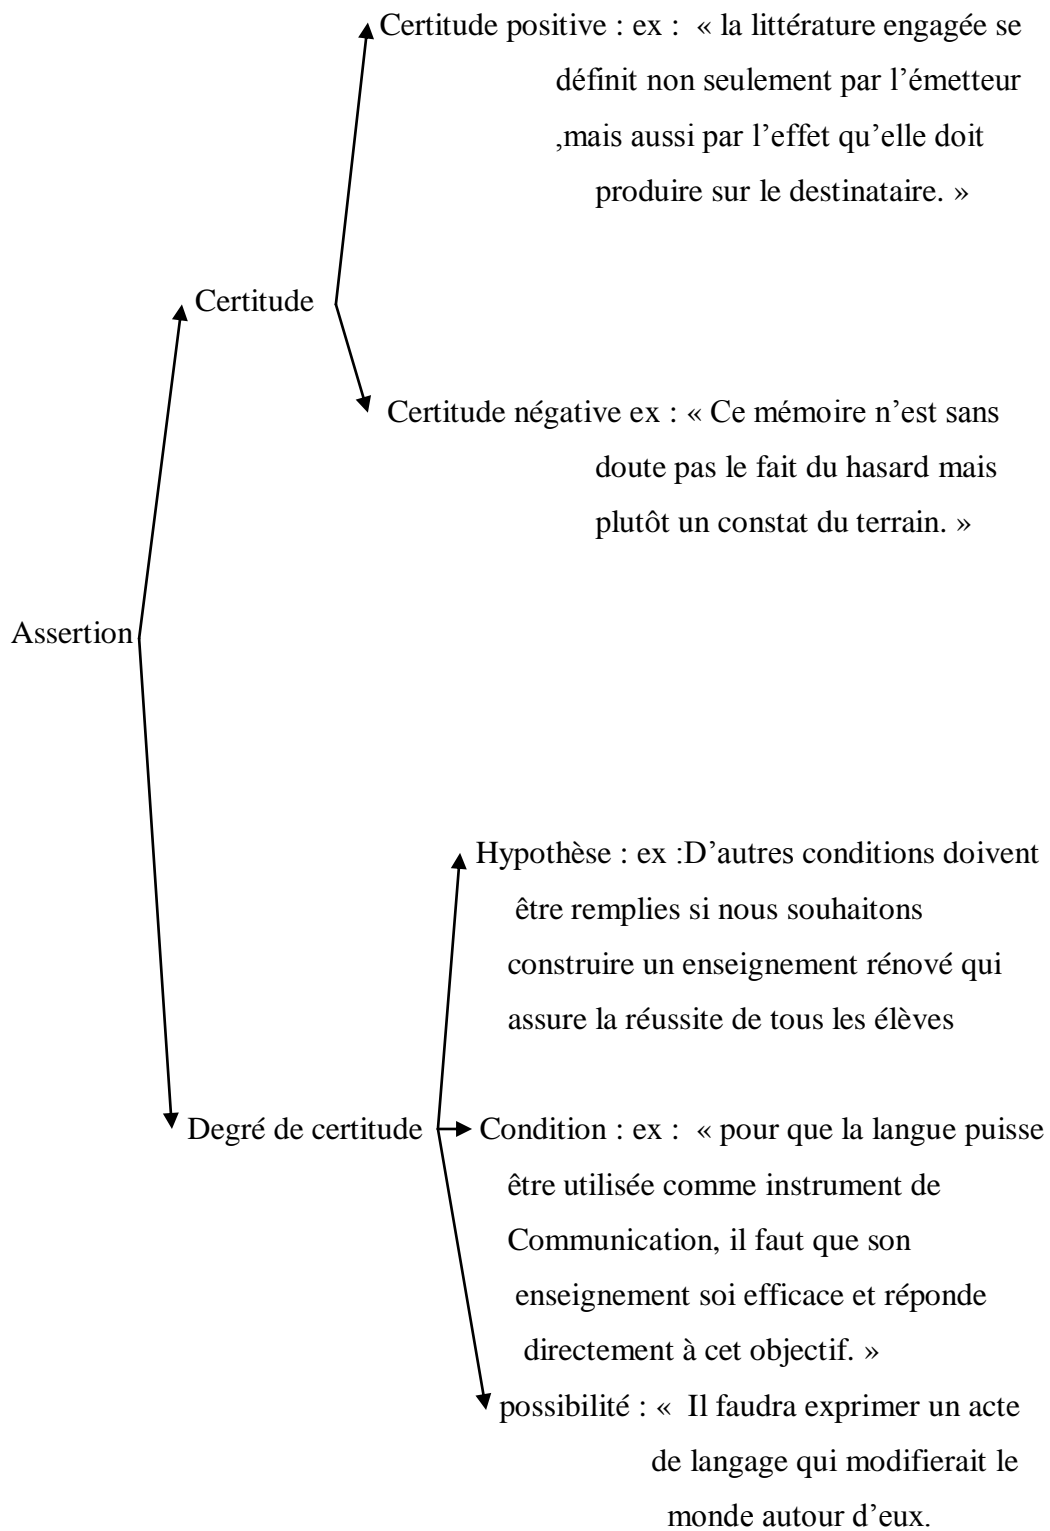 Certitude positive : ex :  « la littérature engagée se
définit non seulement par l’émetteur
,mais aussi par l’effet qu’elle doit
produire sur le destinataire. »
Certitude
Certitude négative ex : « Ce mémoire n’est sans
doute pas le fait du hasard mais
plutôt un constat du terrain. »
Assertion
Hypothèse : ex :D’autres conditions doivent
être remplies si nous souhaitons
construire un enseignement rénové qui
assure la réussite de tous les élèves
Degré de certitude
Condition : ex :  « pour que la langue puisse
être utilisée comme instrument de
Communication, il faut que son
enseignement soi efficace et réponde
directement à cet objectif. »
possibilité : «  Il faudra exprimer un acte
de langage qui modifierait le
monde autour d’eux.